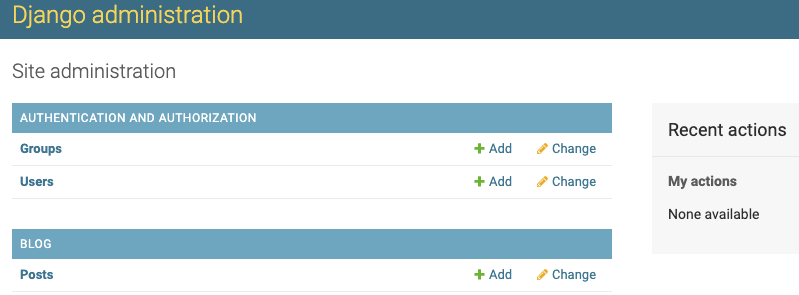 Django administration
Site administration
AUTHENTICATION AND AUTHORIZATION
Groups Add Change
Users Add Change
BLOG
Posts Add Change
Recent actions
My actions
None available